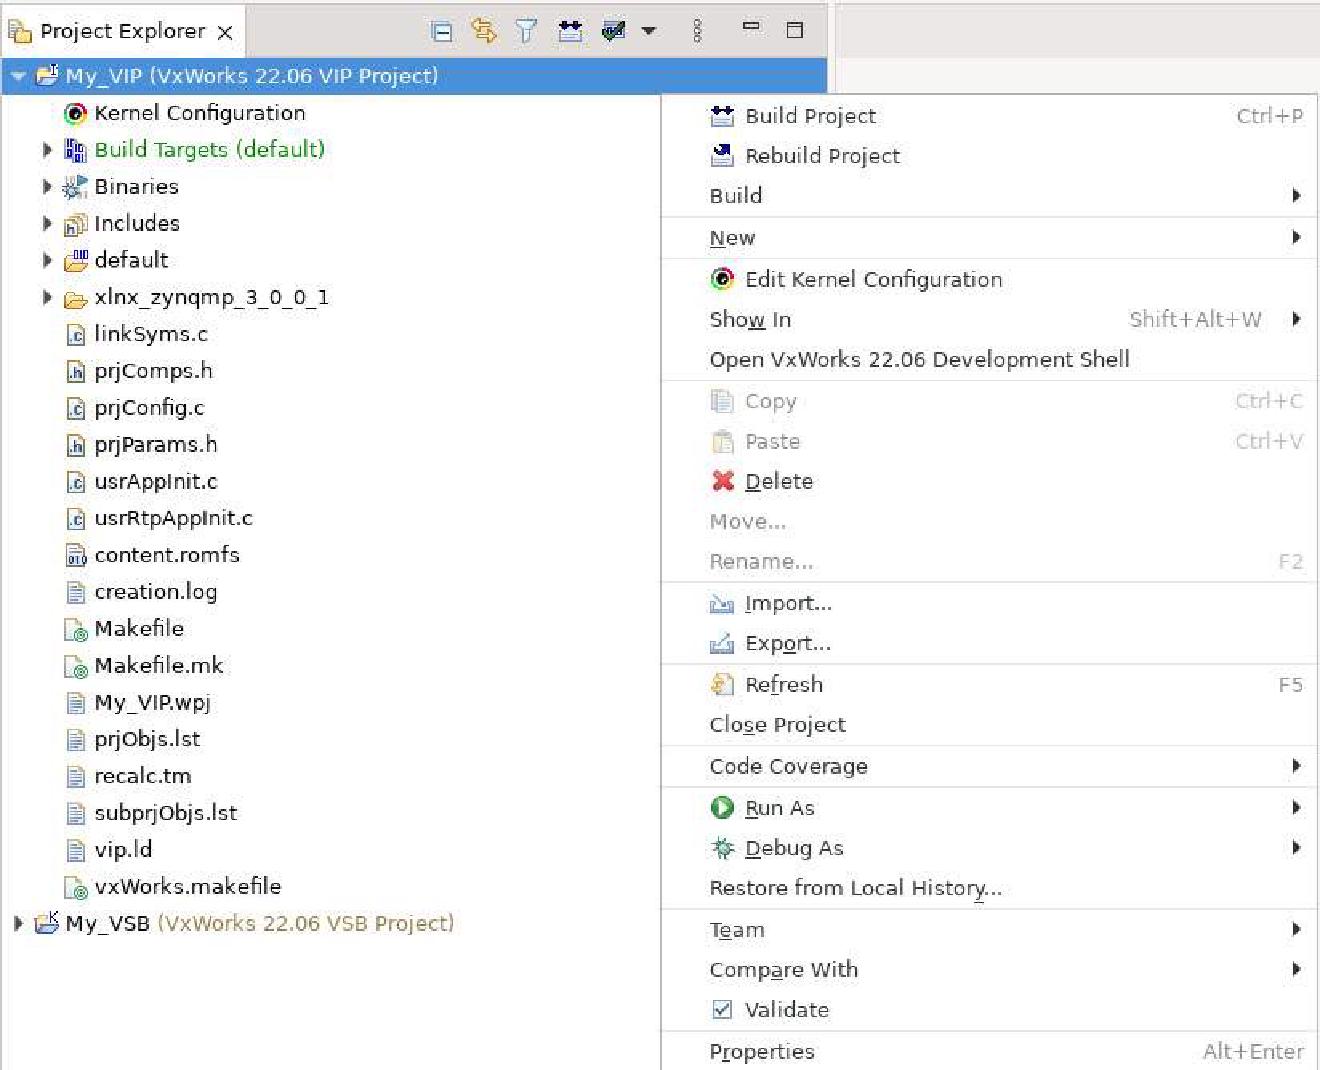 Project Explorer
My_VIP (VxWorks 22.06 VIP Project)
Kernel Configuration
Build Targets (default)
Binaries
Includes
default
xlnx_zynqmp_3_0_0_1
linkSyms.c
prjComps.h
prjConfig.c
prjParams.h
usrAppInit.c
usrRtpAppInit.c
content.romfs
creation.log
Makefile
Makefile.mk
My_VIP.wpj
prjObjs.lst
recalc.tm
subprjObjs.lst
vip.ld
vxWorks.makefile
My_VSB (VxWorks 22.06 VSB Project)
Build Project Ctrl+P
Rebuild Project
Build
New
Edit Kernel Configuration
Show In Shift+Alt+W
Open VxWorks 22.06 Development Shell
Copy Ctrl+C
Paste Ctrl+V
Delete
Move...
Rename... F2
Import...
Export...
Refresh F5
Close Project
Code Coverage
Run As
Debug As
Restore from Local History...
Team
Compare With
Validate
Properties Alt+Enter